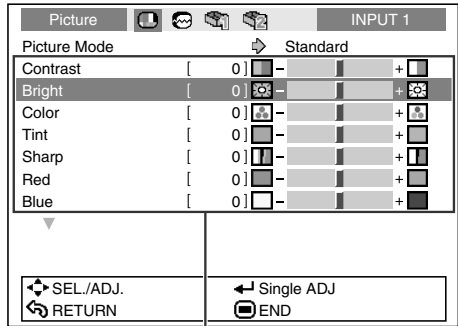 Picture INPUT 1
Picture Mode Standard
Contrast [ 0 ] - +
Bright [ 0 ] - +
Color [ 0 ] - +
Tint [ 0 ] - +
Sharp [ 0 ] - +
Red [ 0 ] - +
Blue [ 0 ] - +
SEL./ADJ. Single ADJ
RETURN END